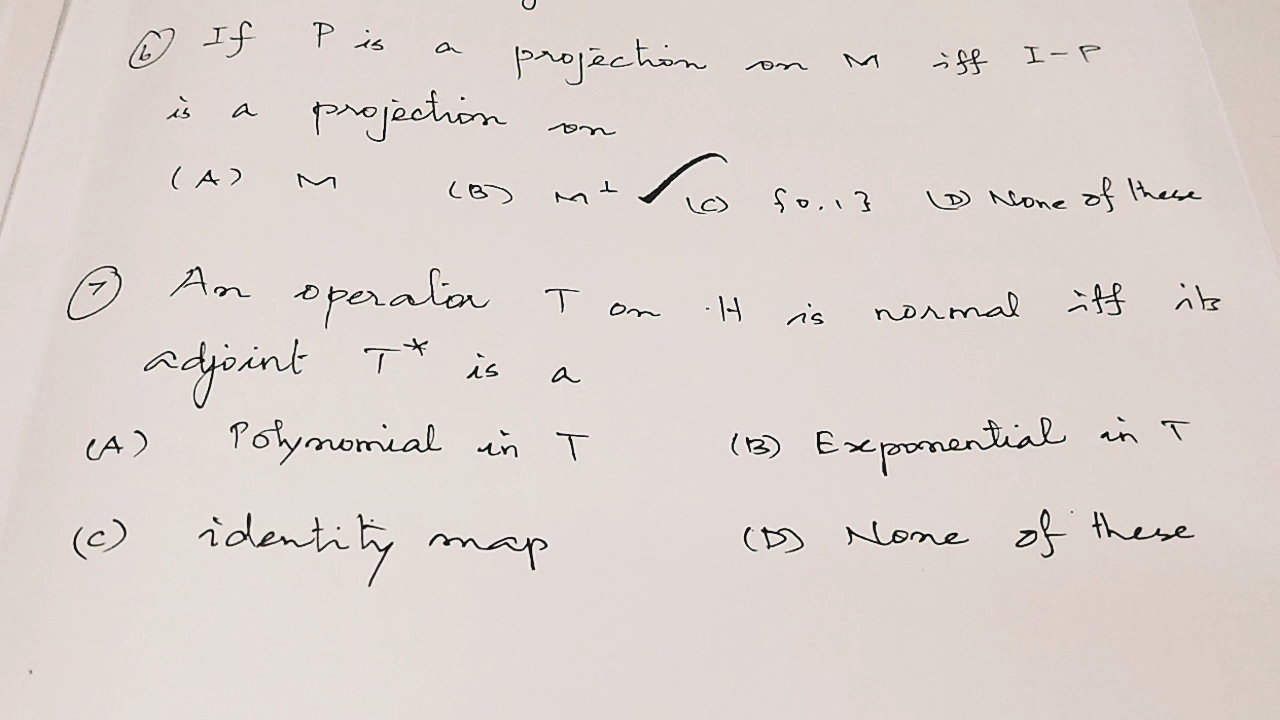 ⑥ If P is a projection on M iff I-P
is a projection on
(A) M (B) M⊥ ✓ (C) {0,1} (D) None of these
⑦ An operator T on H is normal iff its
adjoint T* is a
(A) Polynomial in T (B) Exponential in T
(C) identity map (D) None of these